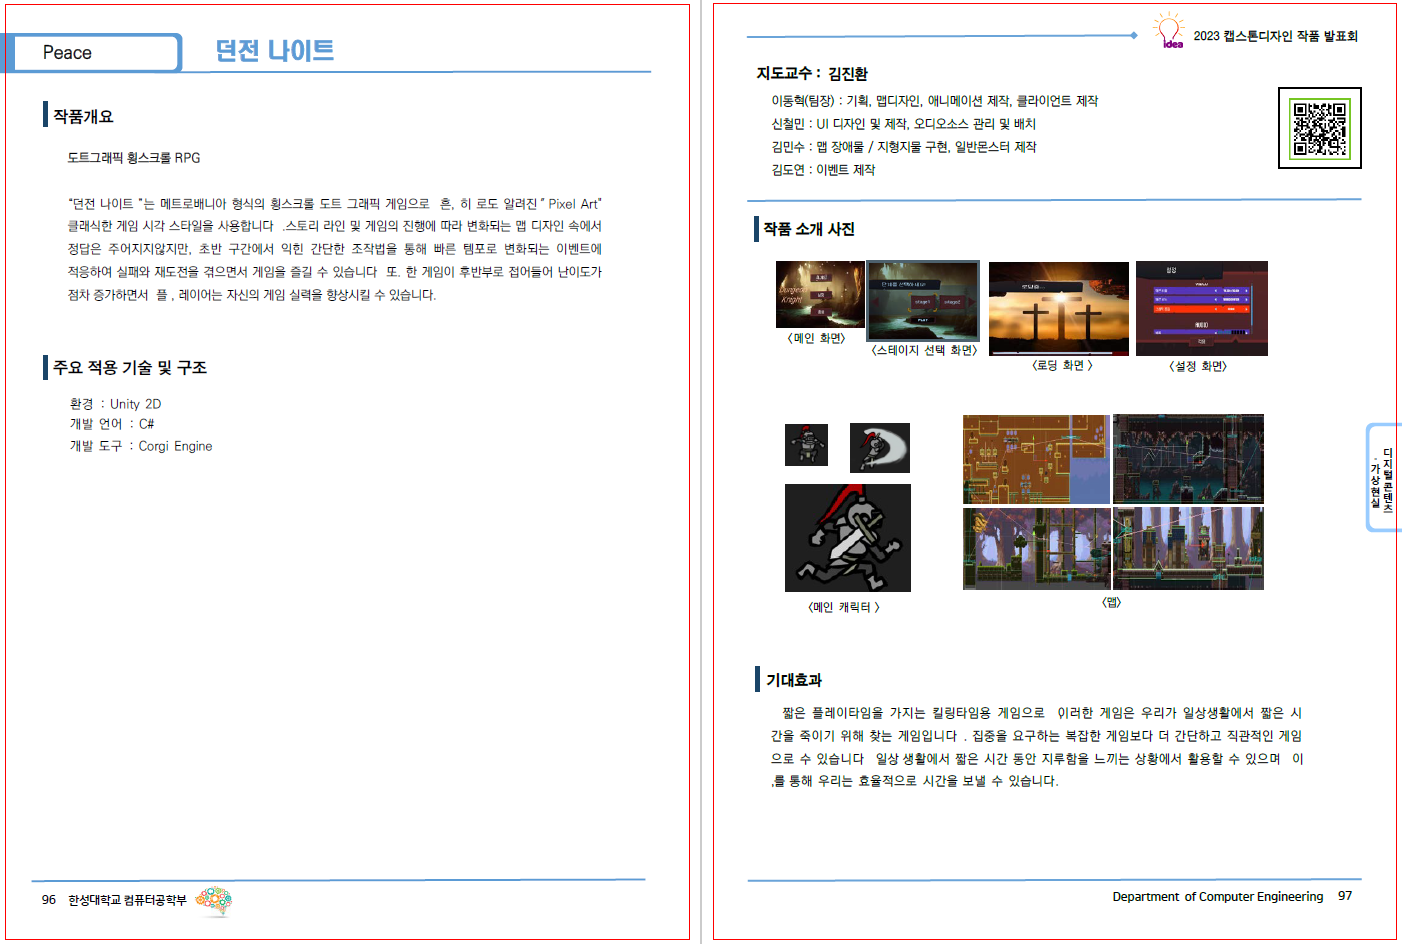 Peace
던전 나이트
작품개요
도트그래픽 횡스크롤 RPG
“던전 나이트 ”는 메트로배니아 형식의 횡스크롤 도트 그래픽 게임으로 흔, 히 로도 알려진 ” Pixel Art“
클래식한 게임 시각 스타일을 사용합니다 .스토리 라인 및 게임의 진행에 따라 변화되는 맵 디자인 속에서
정답은 주어지지않지만, 초반 구간에서 익힌 간단한 조작법을 통해 빠른 템포로 변화되는 이벤트에
적응하여 실패와 재도전을 겪으면서 게임을 즐길 수 있습니다 또. 한 게임이 후반부로 접어들어 난이도가
점차 증가하면서 플 , 레이어는 자신의 게임 실력을 향상시킬 수 있습니다.
주요 적용 기술 및 구조
환경 : Unity 2D
개발 언어 : C#
개발 도구 : Corgi Engine
96 한성대학교 컴퓨터공학부
idea
2023 캡스톤디자인 작품 발표회
지도교수 : 김진환
이동혁(팀장) : 기획, 맵디자인, 애니메이션 제작, 클라이언트 제작
신철민 : UI 디자인 및 제작, 오디오소스 관리 및 배치
김민수 : 맵 장애물 / 지형지물 구현, 일반몬스터 제작
김도연 : 이벤트 제작
작품 소개 사진
Dungeon
Knight
stage1
stage2
PLAY
로딩중...
설정
AUDIO
<메인 화면>
<스테이지 선택 화면>
<로딩 화면 >
<설정 화면>
<메인 캐릭터 >
<맵>
디지털콘텐츠
·가상현실
기대효과
짧은 플레이타임을 가지는 킬링타임용 게임으로 이러한 게임은 우리가 일상생활에서 짧은 시
간을 죽이기 위해 찾는 게임입니다 . 집중을 요구하는 복잡한 게임보다 더 간단하고 직관적인 게임
으로 수 있습니다 일상 생활에서 짧은 시간 동안 지루함을 느끼는 상황에서 활용할 수 있으며 이
,를 통해 우리는 효율적으로 시간을 보낼 수 있습니다.
Department of Computer Engineering 97